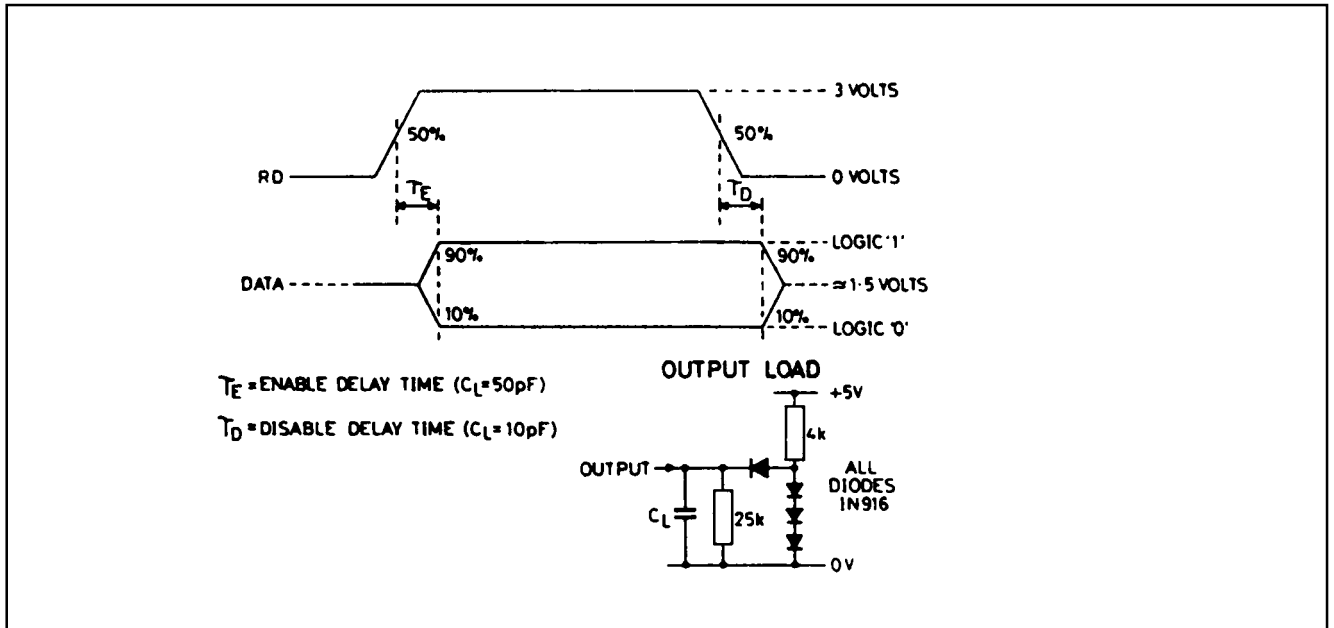 3 VOLTS
50%
50%
RD
0 VOLTS
TE
TD
LOGIC '1'
90%
90%
DATA
≈1·5 VOLTS
10%
10%
LOGIC '0'
OUTPUT LOAD
TE = ENABLE DELAY TIME (CL=50pF)
+5V
TD = DISABLE DELAY TIME (CL=10pF)
4k
OUTPUT
ALL
DIODES
IN916
CL
25k
0V